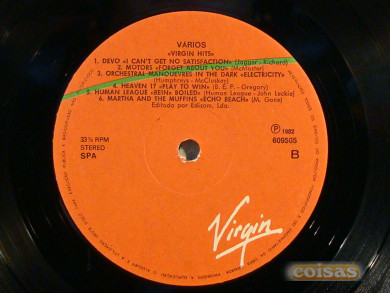 VÁRIOS
«VIRGIN HITS»
1. DEVO «I CAN'T GET NO SATISFACTION» (Jagger - Richard)
2. MOTORS «FORGET ABOUT YOU» (McMaster)
3. ORCHESTRAL MANOEUVRES IN THE DARK «ELECTRICITY»
(Humphreys - McCluskey)
4. HEAVEN 17 «PLAY TO WIN» (B. E. F. - Gregory)
5. HUMAN LEAGUE «BEING BOILED» (Human League - John Leckie)
6. MARTHA AND THE MUFFINS «ECHO BEACH» (M. Gane)
Editado por Edisom, Lda.
33⅓ RPM
STEREO
SPA
Ⓟ 1982
609505
B
Virgin
coisas